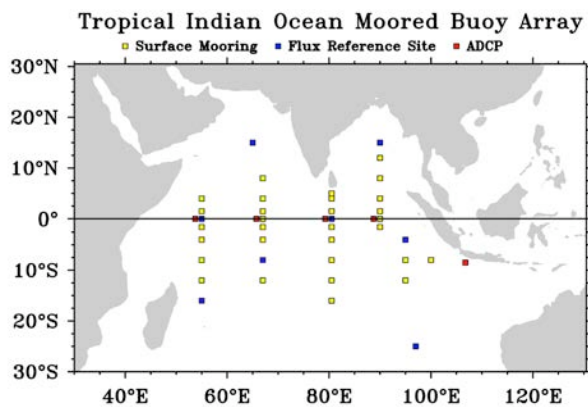 Tropical Indian Ocean Moored Buoy Array
Surface Mooring Flux Reference Site ADCP
30°N
20°N
10°N
0°
10°S
20°S
30°S
40°E 60°E 80°E 100°E 120°E